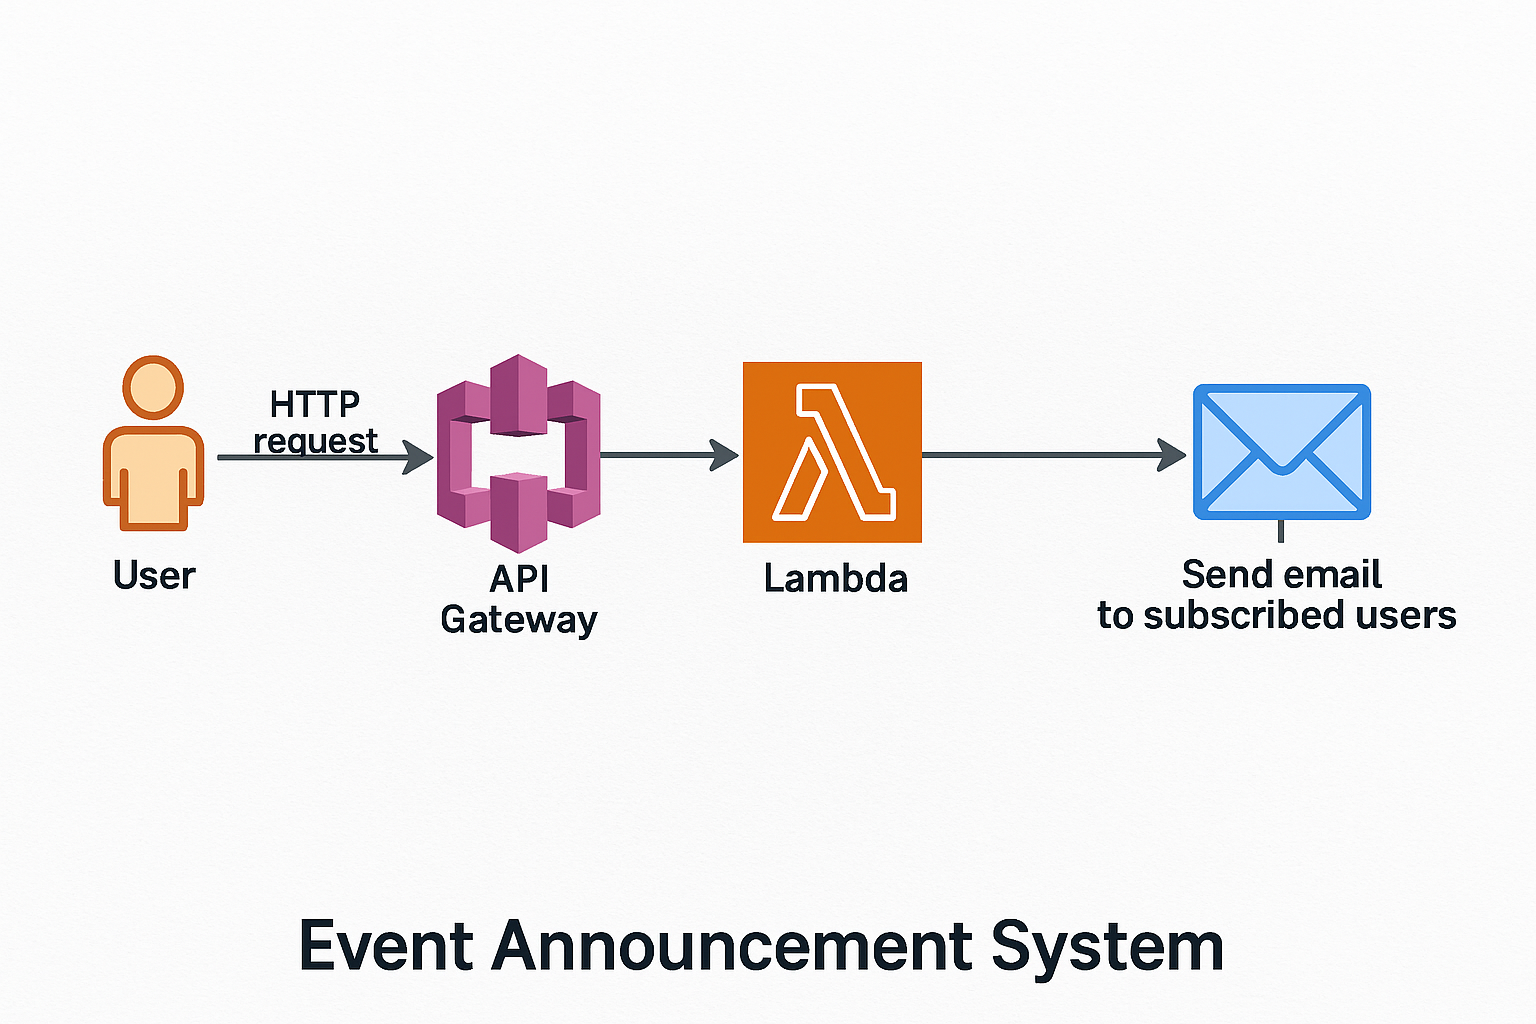 HTTP
request
User
API
Gateway
Lambda
Send email
to subscribed users
Event Announcement System